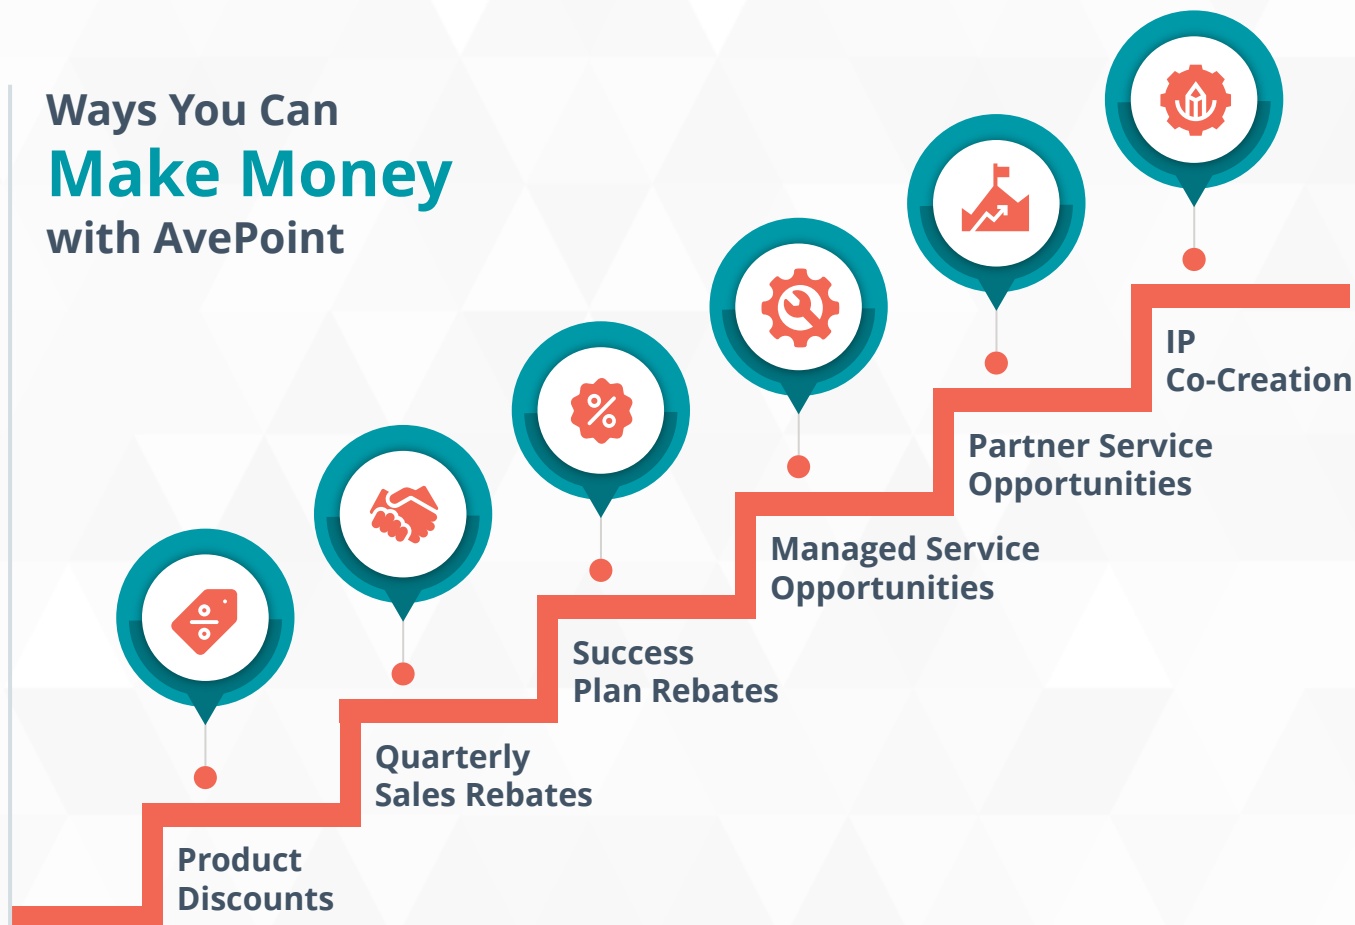 Ways You Can
Make Money
with AvePoint
IP
Co-Creation
Partner Service
Opportunities
Managed Service
Opportunities
Success
Plan Rebates
Quarterly
Sales Rebates
Product
Discounts